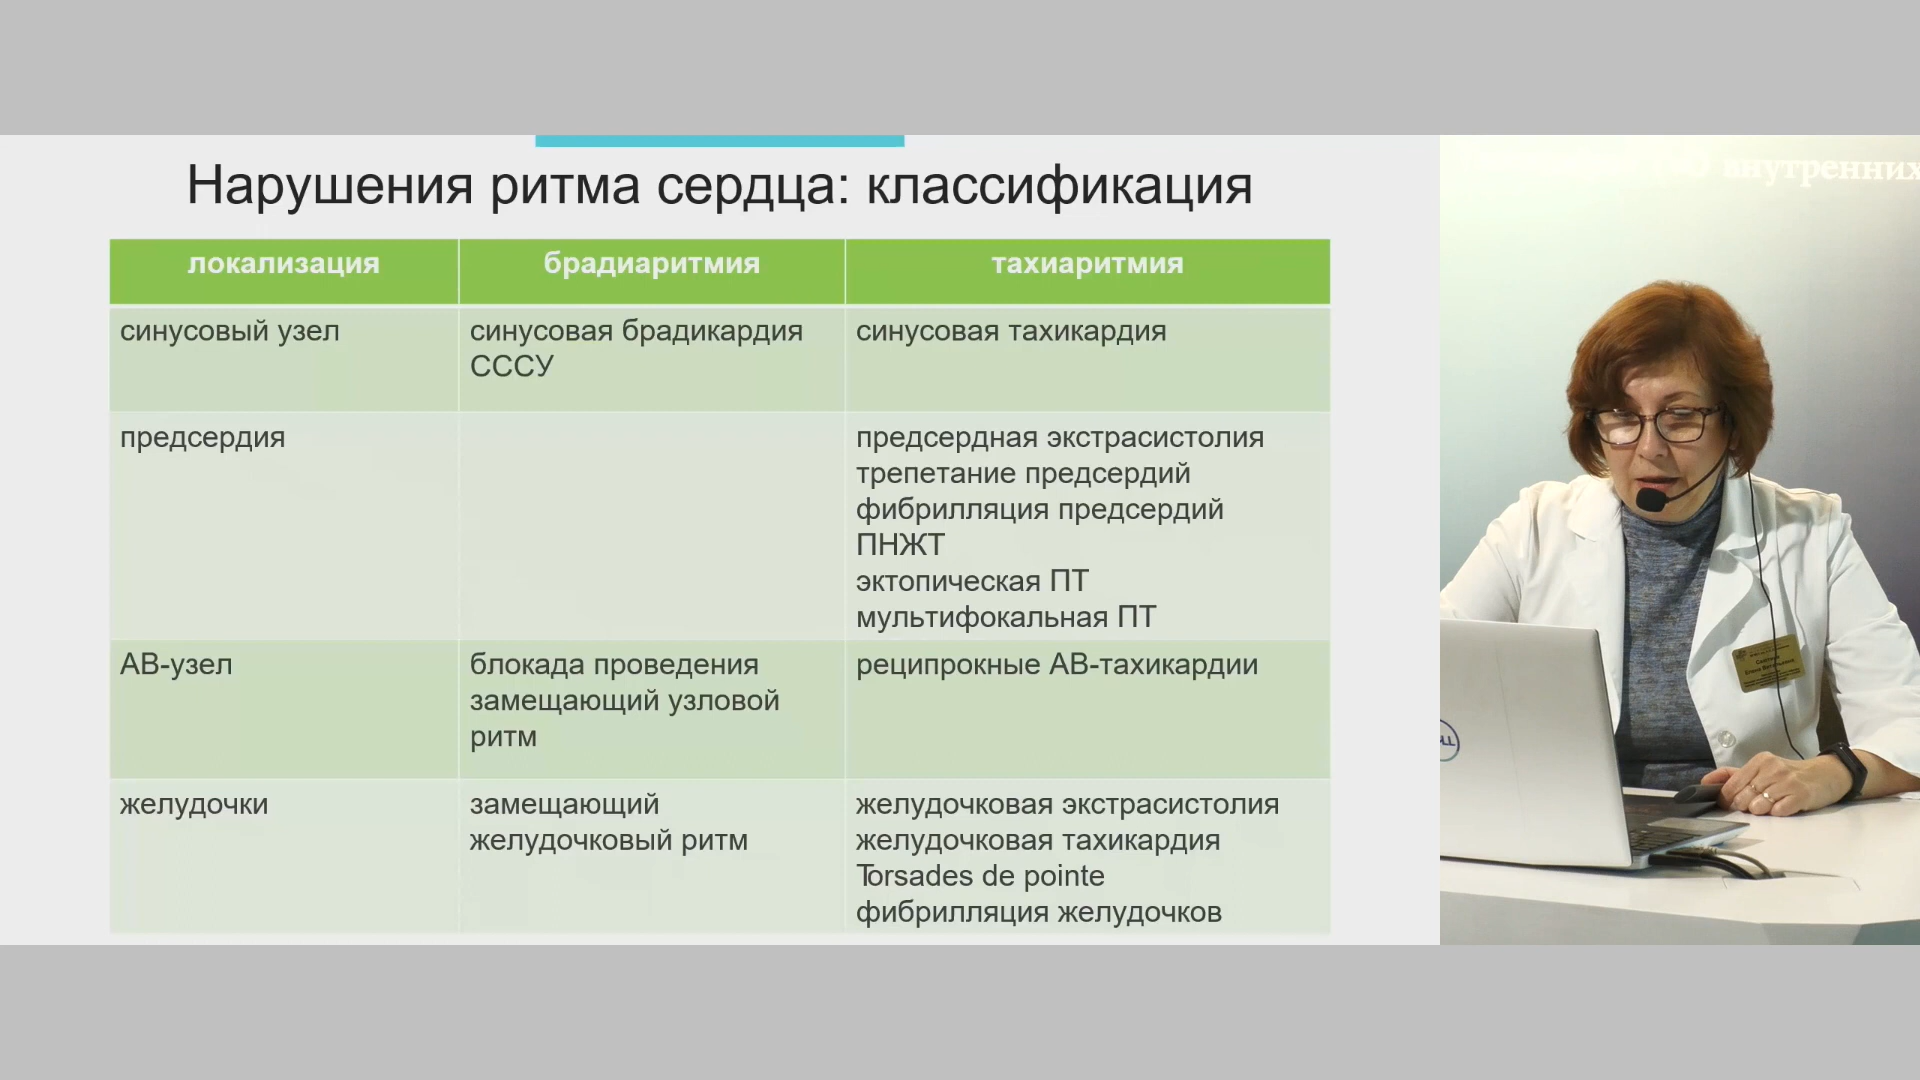 Нарушения ритма сердца: классификация
локализация
брадиаритмия
тахиаритмия
синусовый узел
синусовая брадикардия
СССУ
синусовая тахикардия
предсердия
предсердная экстрасистолия
трепетание предсердий
фибрилляция предсердий
ПНЖТ
эктопическая ПТ
мультифокальная ПТ
АВ-узел
блокада проведения
замещающий узловой
ритм
реципрокные АВ-тахикардии
желудочки
замещающий
желудочковый ритм
желудочковая экстрасистолия
желудочковая тахикардия
Torsades de pointe
фибрилляция желудочков
внутренних